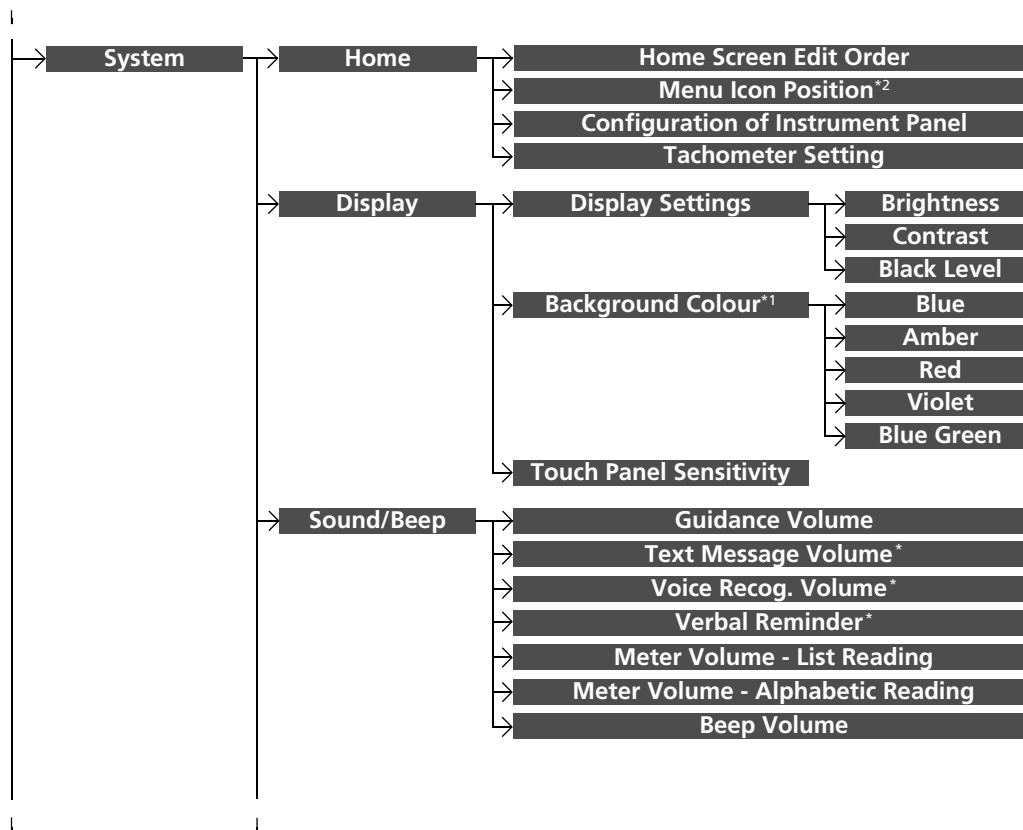 System
Home
Home Screen Edit Order
Menu Icon Position*2
Configuration of Instrument Panel
Tachometer Setting
Display
Display Settings
Brightness
Contrast
Black Level
Background Colour*1
Blue
Amber
Red
Violet
Blue Green
Touch Panel Sensitivity
Sound/Beep
Guidance Volume
Text Message Volume*
Voice Recog. Volume*
Verbal Reminder*
Meter Volume - List Reading
Meter Volume - Alphabetic Reading
Beep Volume